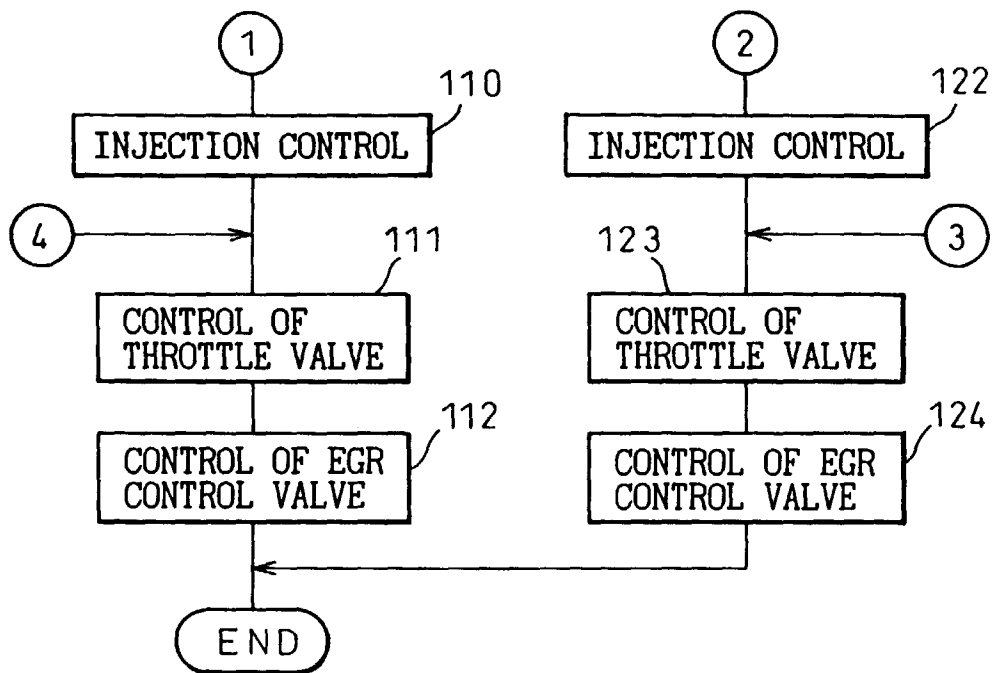 1
2
110
122
INJECTION CONTROL
INJECTION CONTROL
4
3
111
123
CONTROL OF
THROTTLE VALVE
CONTROL OF
THROTTLE VALVE
112
124
CONTROL OF EGR
CONTROL VALVE
CONTROL OF EGR
CONTROL VALVE
END